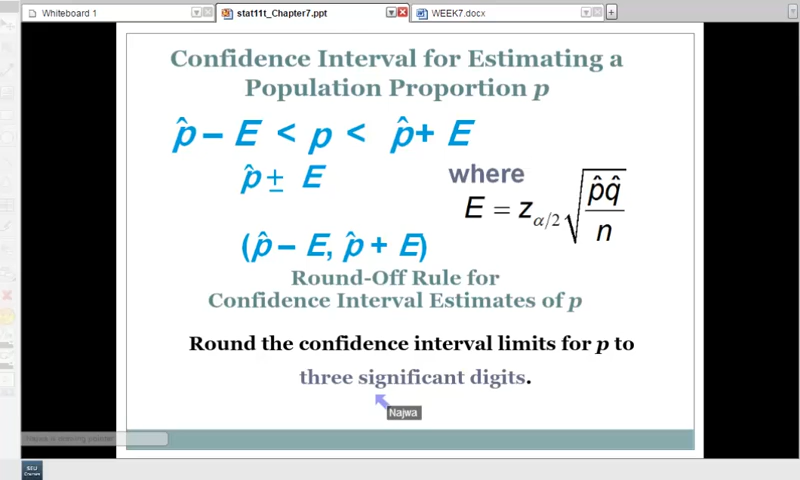 Whiteboard 1
stat11t_Chapter7.ppt
WEEK7.docx
Confidence Interval for Estimating a
Population Proportion p
p̂ – E < p < p̂ + E
p̂ ± E
where
E = z α/2 √ p̂q̂ / n
(p̂ – E, p̂ + E)
Round-Off Rule for
Confidence Interval Estimates of p
Round the confidence interval limits for p to
three significant digits.
Najwa
SEU